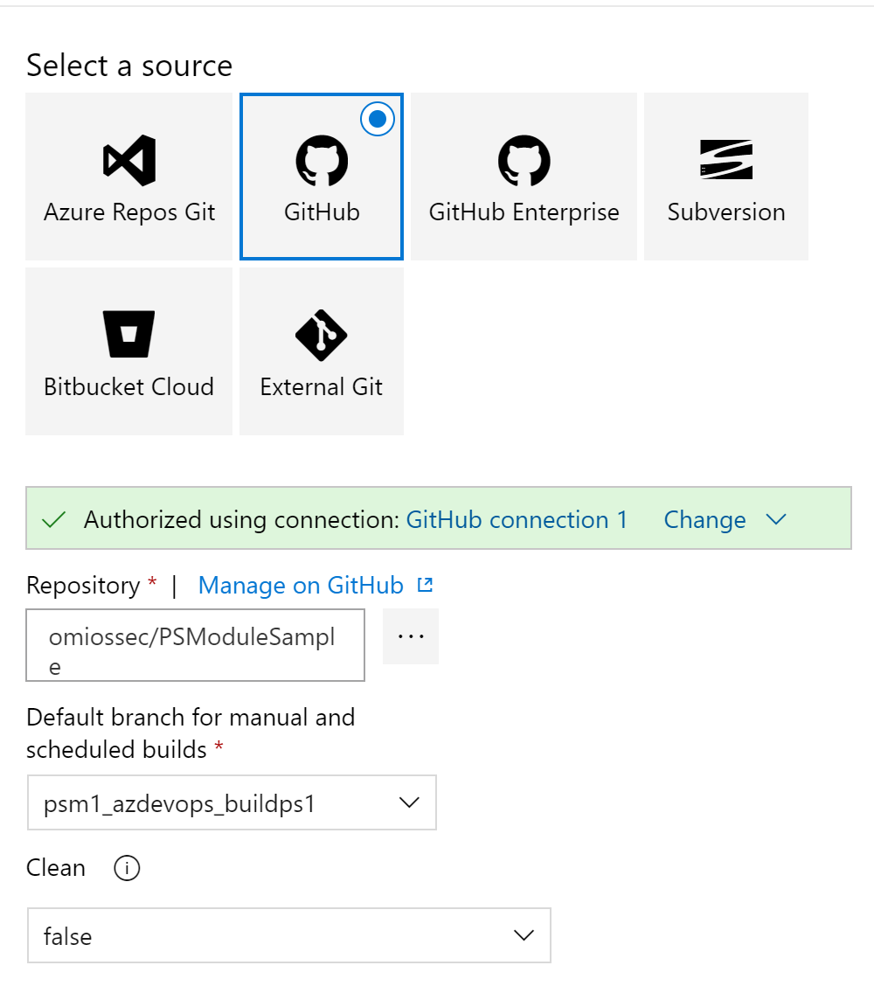 Select a source
Azure Repos Git
GitHub
GitHub Enterprise
Subversion
Bitbucket Cloud
External Git
Authorized using connection: GitHub connection 1 Change
Repository * | Manage on GitHub
omiossec/PSModuleSampl
e
...
Default branch for manual and
scheduled builds *
psm1_azdevops_buildps1
Clean
false